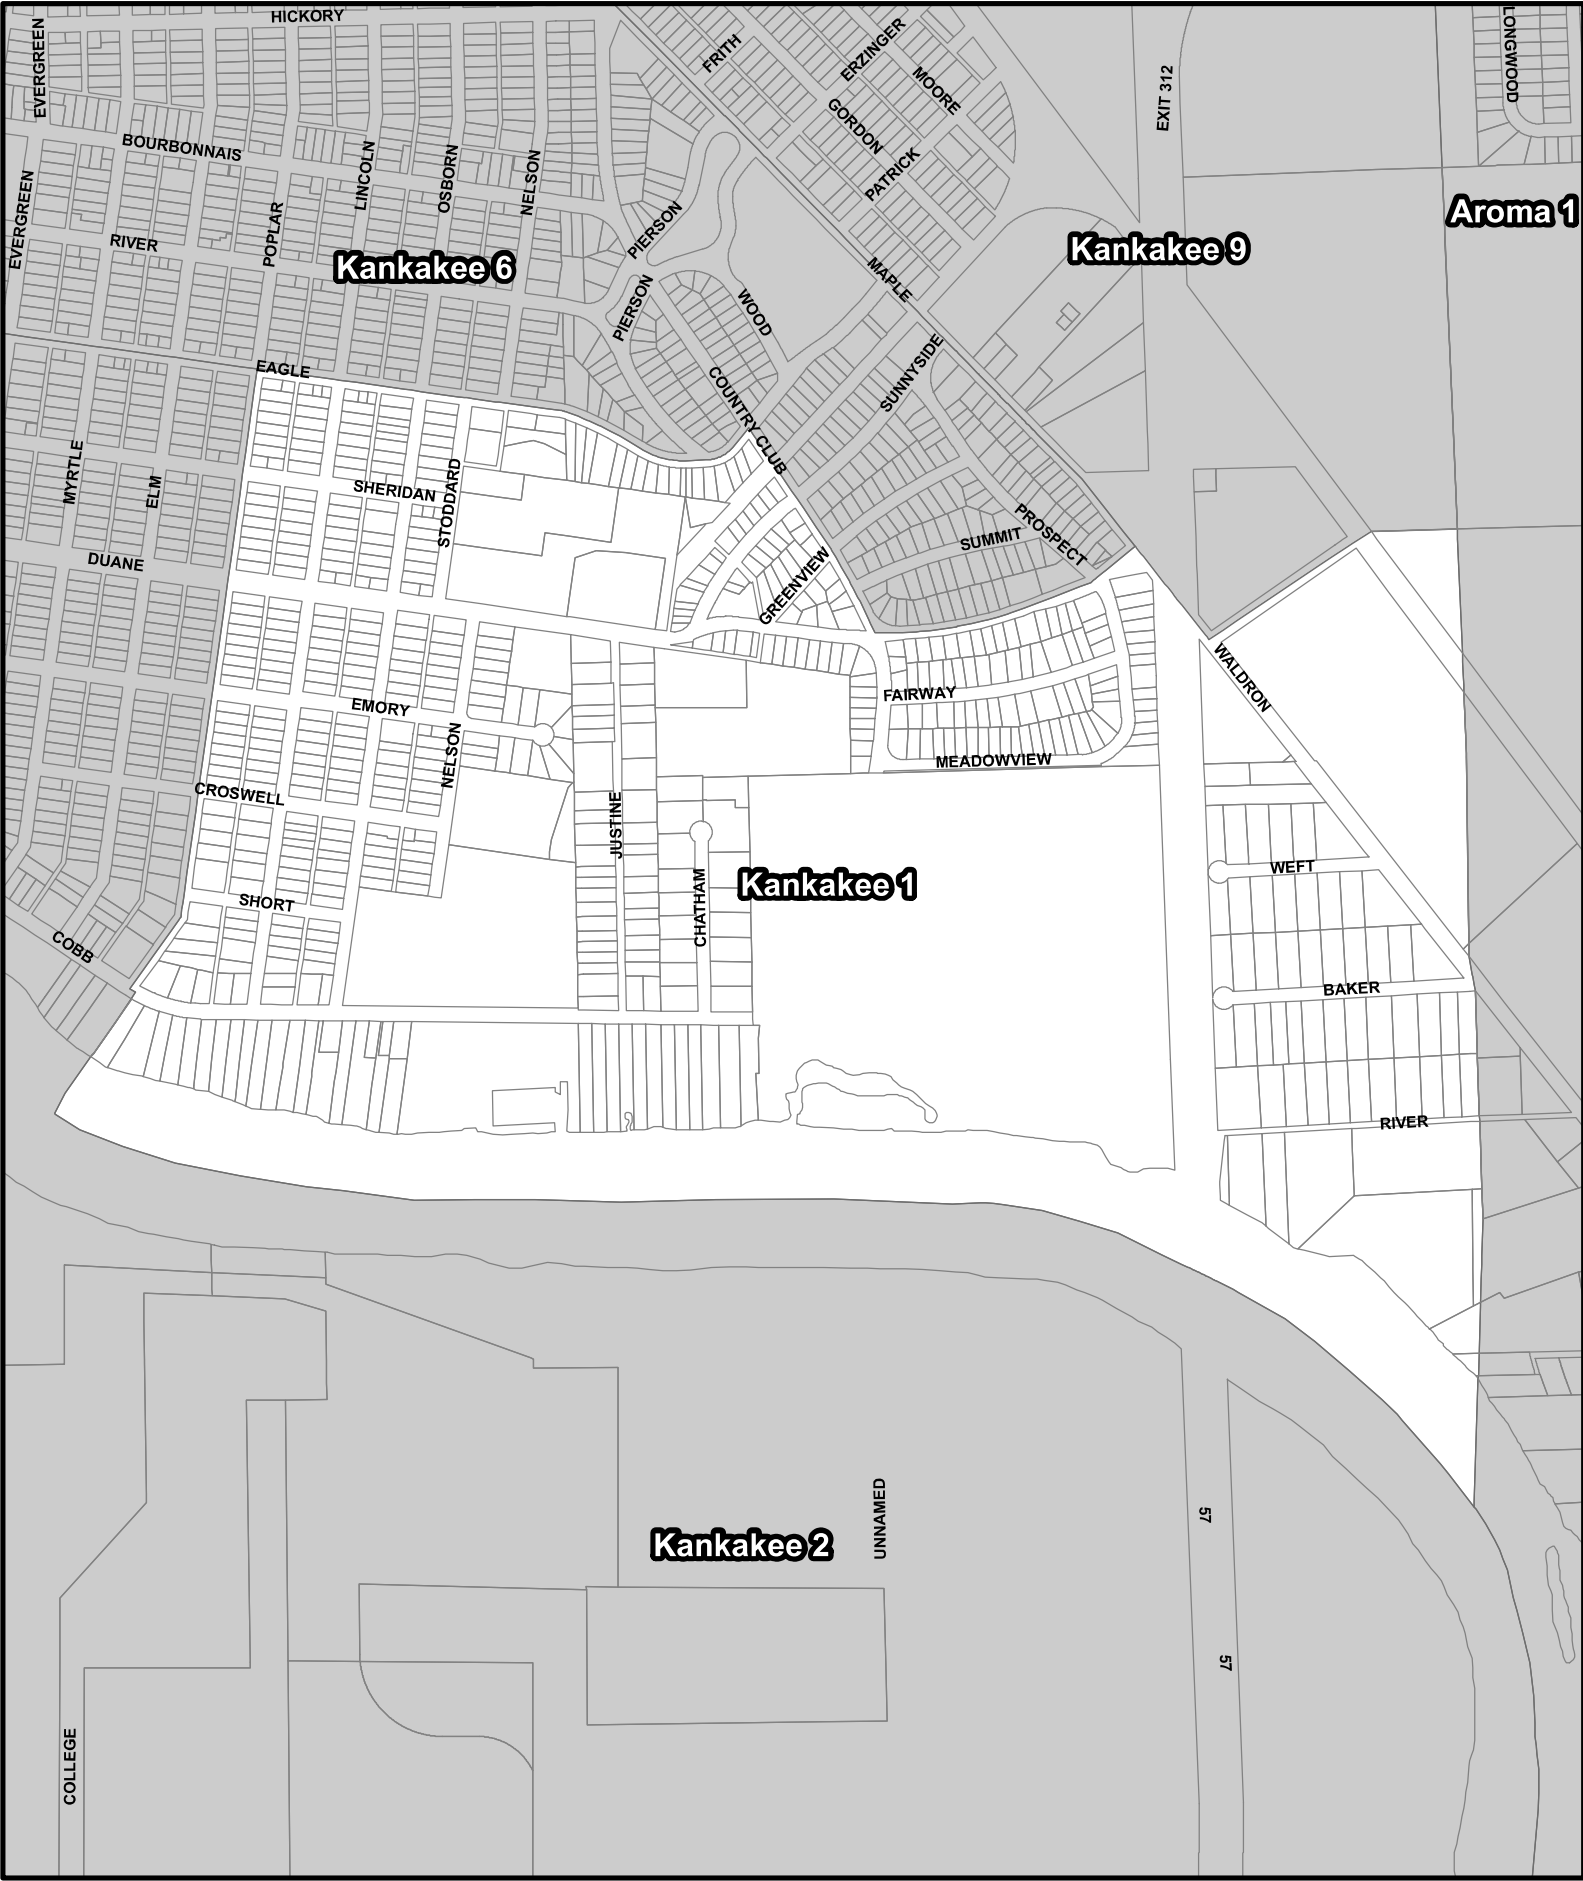 HICKORY
EVERGREEN
FRITH
ERZINGER
MOORE
LONGWOOD
EXIT 312
GORDON
BOURBONNAIS
LINCOLN
OSBORN
NELSON
PATRICK
EVERGREEN
RIVER
POPLAR
PIERSON
Aroma 1
Kankakee 9
Kankakee 6
MAPLE
PIERSON
WOOD
SUNNYSIDE
EAGLE
COUNTRY CLUB
MYRTLE
ELM
SHERIDAN
STODDARD
PROSPECT
SUMMIT
DUANE
GREENVIEW
WALDRON
FAIRWAY
EMORY
NELSON
MEADOWVIEW
CROSWELL
JUSTINE
WEFT
Kankakee 1
CHATHAM
SHORT
COBB
BAKER
RIVER
UNNAMED
57
Kankakee 2
57
COLLEGE